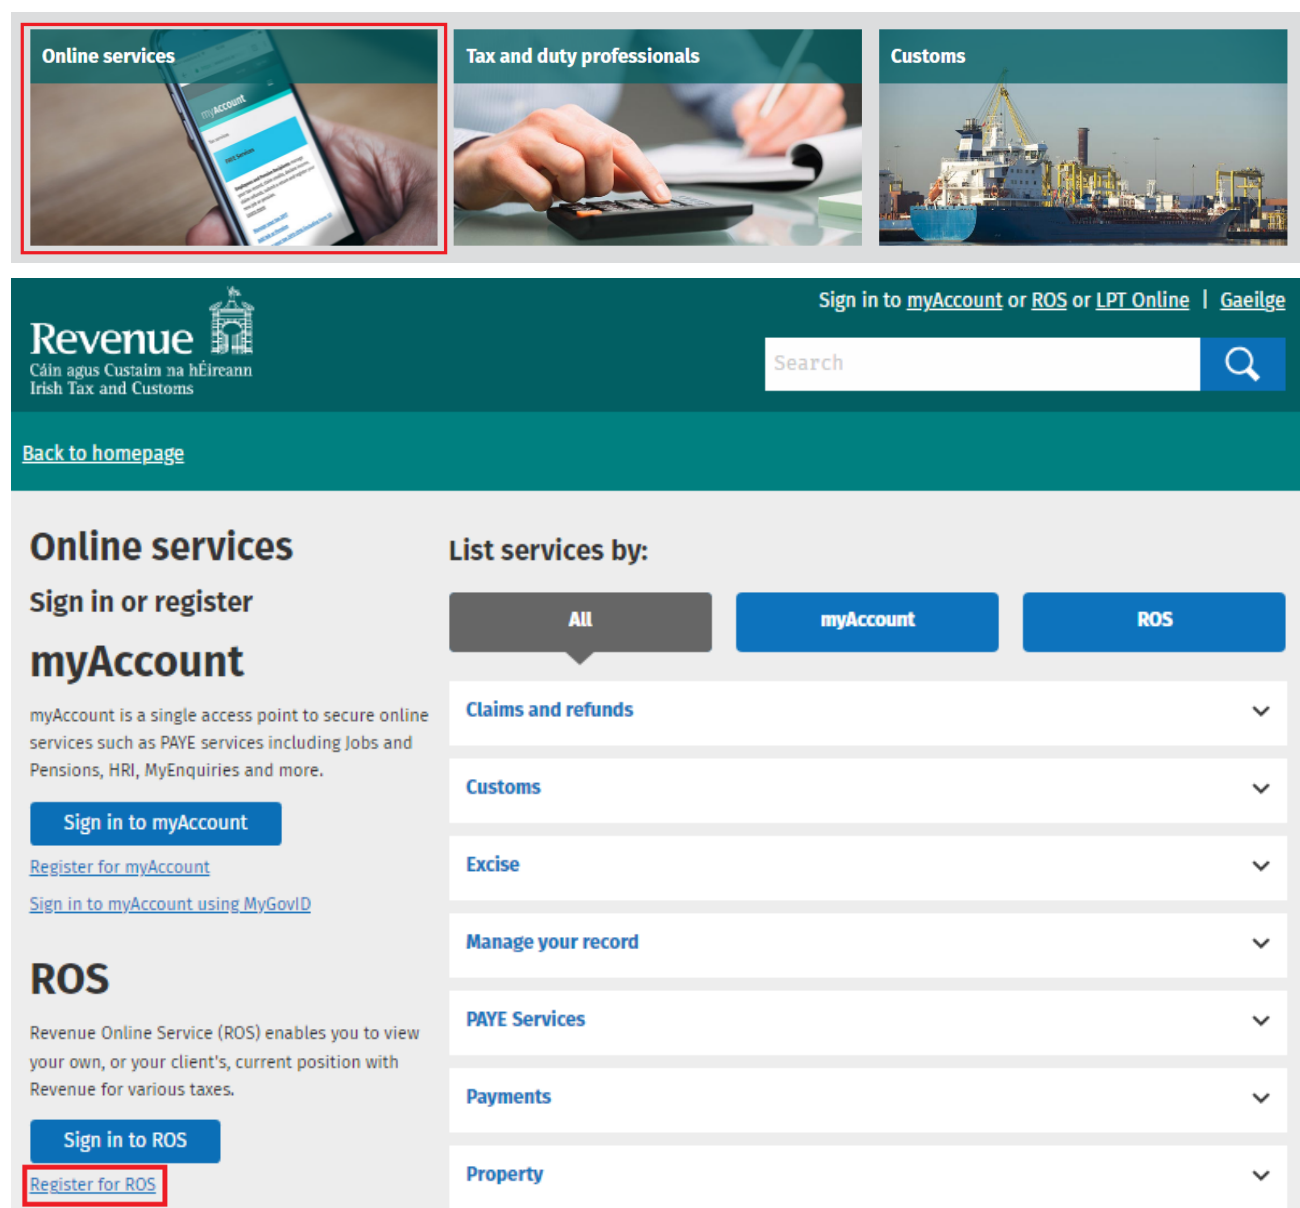 Online services
Tax and duty professionals
Customs
myAccount
PAYE Services
Revenue
Cáin agus Custaim na hÉireann
Irish Tax and Customs
Sign in to myAccount or ROS or LPT Online | Gaeilge
Search
Back to homepage
Online services
Sign in or register
myAccount
myAccount is a single access point to secure online
services such as PAYE services including Jobs and
Pensions, HRI, MyEnquiries and more.
Sign in to myAccount
Register for myAccount
Sign in to myAccount using MyGovID
ROS
Revenue Online Service (ROS) enables you to view
your own, or your client's, current position with
Revenue for various taxes.
Sign in to ROS
Register for ROS
List services by:
All
myAccount
ROS
Claims and refunds
Customs
Excise
Manage your record
PAYE Services
Payments
Property